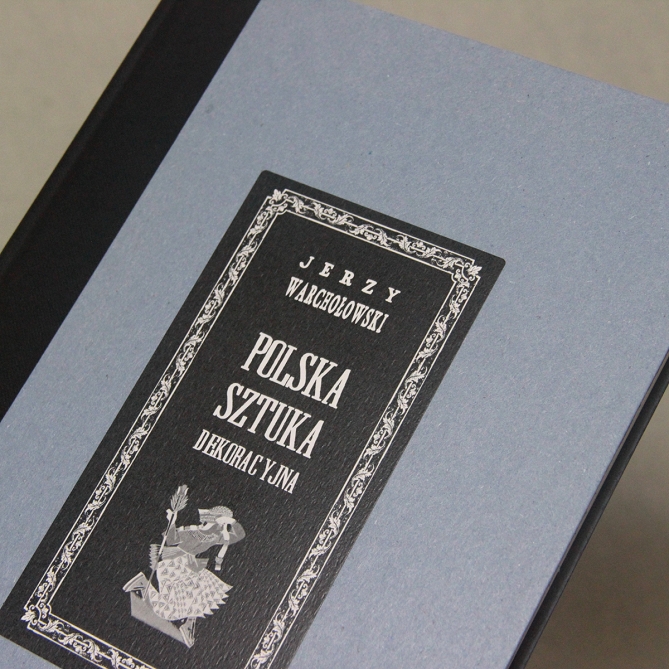 JERZY
WARCHOŁOWSKI
POLSKA
SZTUKA
DEKORACYJNA